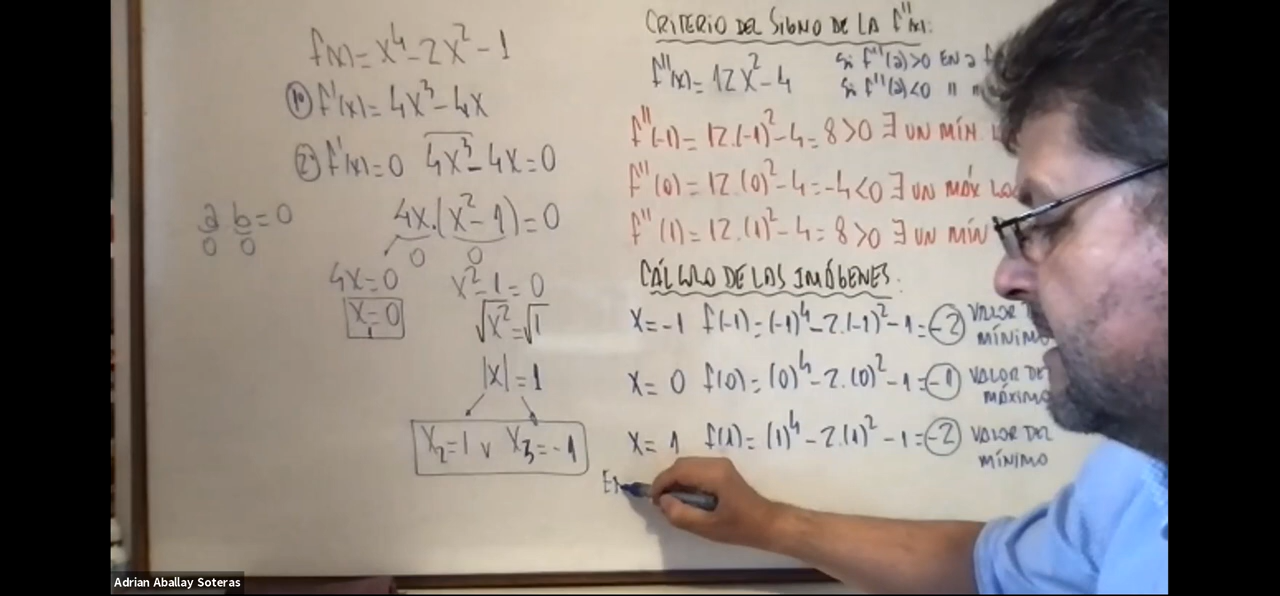 f(x)=x⁴-2x²-1
1º f'(x)=4x³-4x
2º f'(x)=0 4x³-4x=0
a b=0
0 0
4x.(x²-1)=0
0 0
4x=0 x²-1=0
x₁=0 √x²=√1
|x|=1
x₂=1 v x₃=-1
CRITERIO DEL SIGNO DE LA f''(x):
f''(x)=12x²-4
Si f''(a)>0 EN a
Si f''(a)<0 "
f''(-1)=12.(-1)²-4=8>0 ∃ UN MÍN
f''(0)=12.(0)²-4=-4<0 ∃ UN MÁX
f''(1)=12.(1)²-4=8>0 ∃ UN MÍN
CÁLCULO DE LAS IMÁGENES:
x=-1 f(-1)=(-1)⁴-2.(-1)²-1=-2 VALOR
MÍNIMO
x=0 f(0)=(0)⁴-2.(0)²-1=-1 VALOR DEL
MÁXIMO
x=1 f(1)=(1)⁴-2.(1)²-1=-2 VALOR DEL
MÍNIMO
Adrian Aballay Soteras